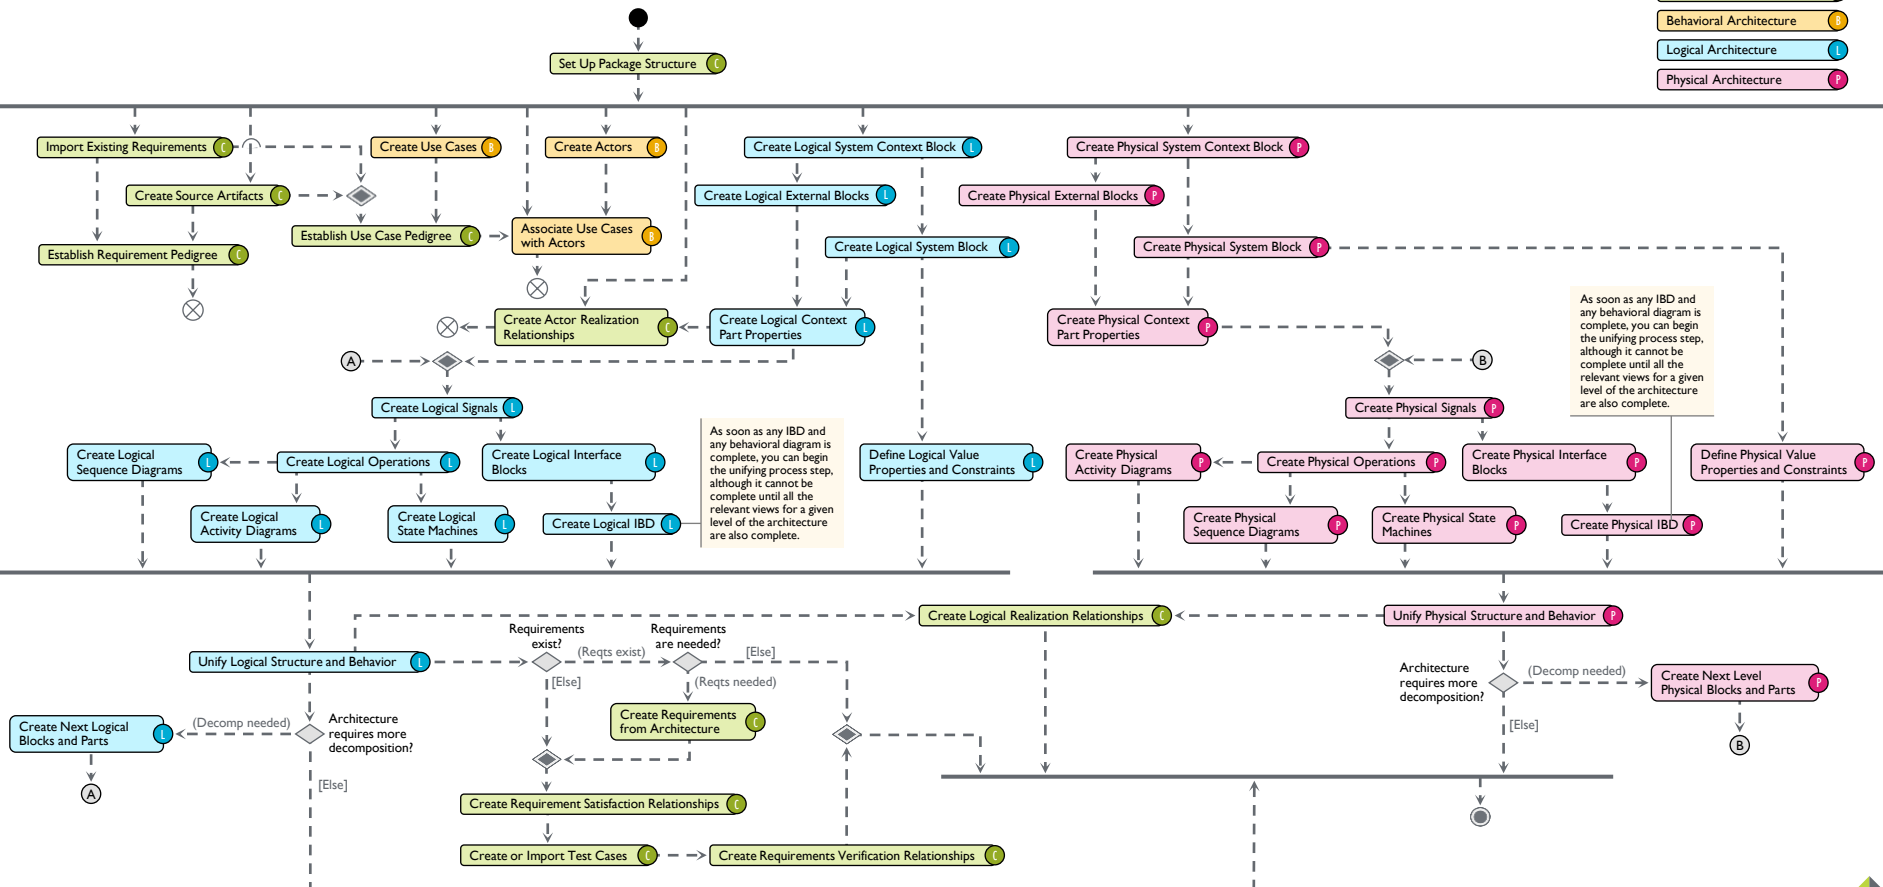 Behavioral Architecture B
Logical Architecture L
Physical Architecture P
Set Up Package Structure C
Import Existing Requirements C
Create Use Cases B
Create Actors B
Create Logical System Context Block L
Create Physical System Context Block P
Create Source Artifacts C
Create Logical External Blocks L
Create Physical External Blocks P
Establish Use Case Pedigree C
Associate Use Cases
with Actors B
Establish Requirement Pedigree C
Create Logical System Block L
Create Physical System Block P
Create Actor Realization
Relationships C
Create Logical Context
Part Properties L
Create Physical Context
Part Properties P
As soon as any IBD and
any behavioral diagram is
complete, you can begin
the unifying process step,
although it cannot be
complete until all the
relevant views for a given
level of the architecture
are also complete.
A
B
Create Logical Signals L
Create Physical Signals P
Create Logical
Sequence Diagrams L
Create Logical Operations L
Create Logical Interface
Blocks L
As soon as any IBD and
any behavioral diagram is
complete, you can begin
the unifying process step,
although it cannot be
complete until all the
relevant views for a given
level of the architecture
are also complete.
Define Logical Value
Properties and Constraints L
Create Physical
Activity Diagrams P
Create Physical Operations P
Create Physical Interface
Blocks P
Define Physical Value
Properties and Constraints P
Create Logical
Activity Diagrams L
Create Logical
State Machines L
Create Logical IBD L
Create Physical
Sequence Diagrams P
Create Physical State
Machines P
Create Physical IBD P
Create Logical Realization Relationships C
Unify Physical Structure and Behavior P
Requirements
exist?
Requirements
are needed?
Unify Logical Structure and Behavior L
(Reqts exist)
[Else]
[Else]
(Reqts needed)
Architecture
requires more
decomposition?
(Decomp needed)
Create Next Level
Physical Blocks and Parts P
[Else]
B
Create Next Logical
Blocks and Parts L
(Decomp needed)
Architecture
requires more
decomposition?
Create Requirements
from Architecture C
A
[Else]
Create Requirement Satisfaction Relationships C
Create or Import Test Cases C
Create Requirements Verification Relationships C